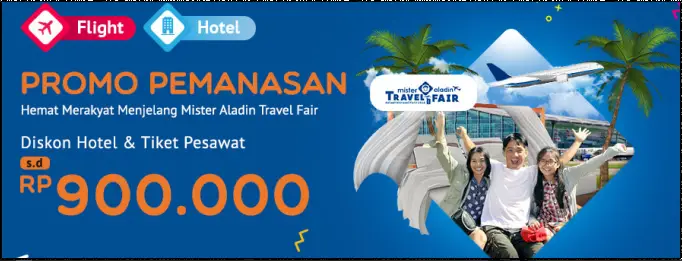 Flight
Hotel
PROMO PEMANASAN
Hemat Merakyat Menjelang Mister Aladin Travel Fair
Diskon Hotel & Tiket Pesawat
s.d
RP 900.000
mister aladin
TRAVEL FAIR